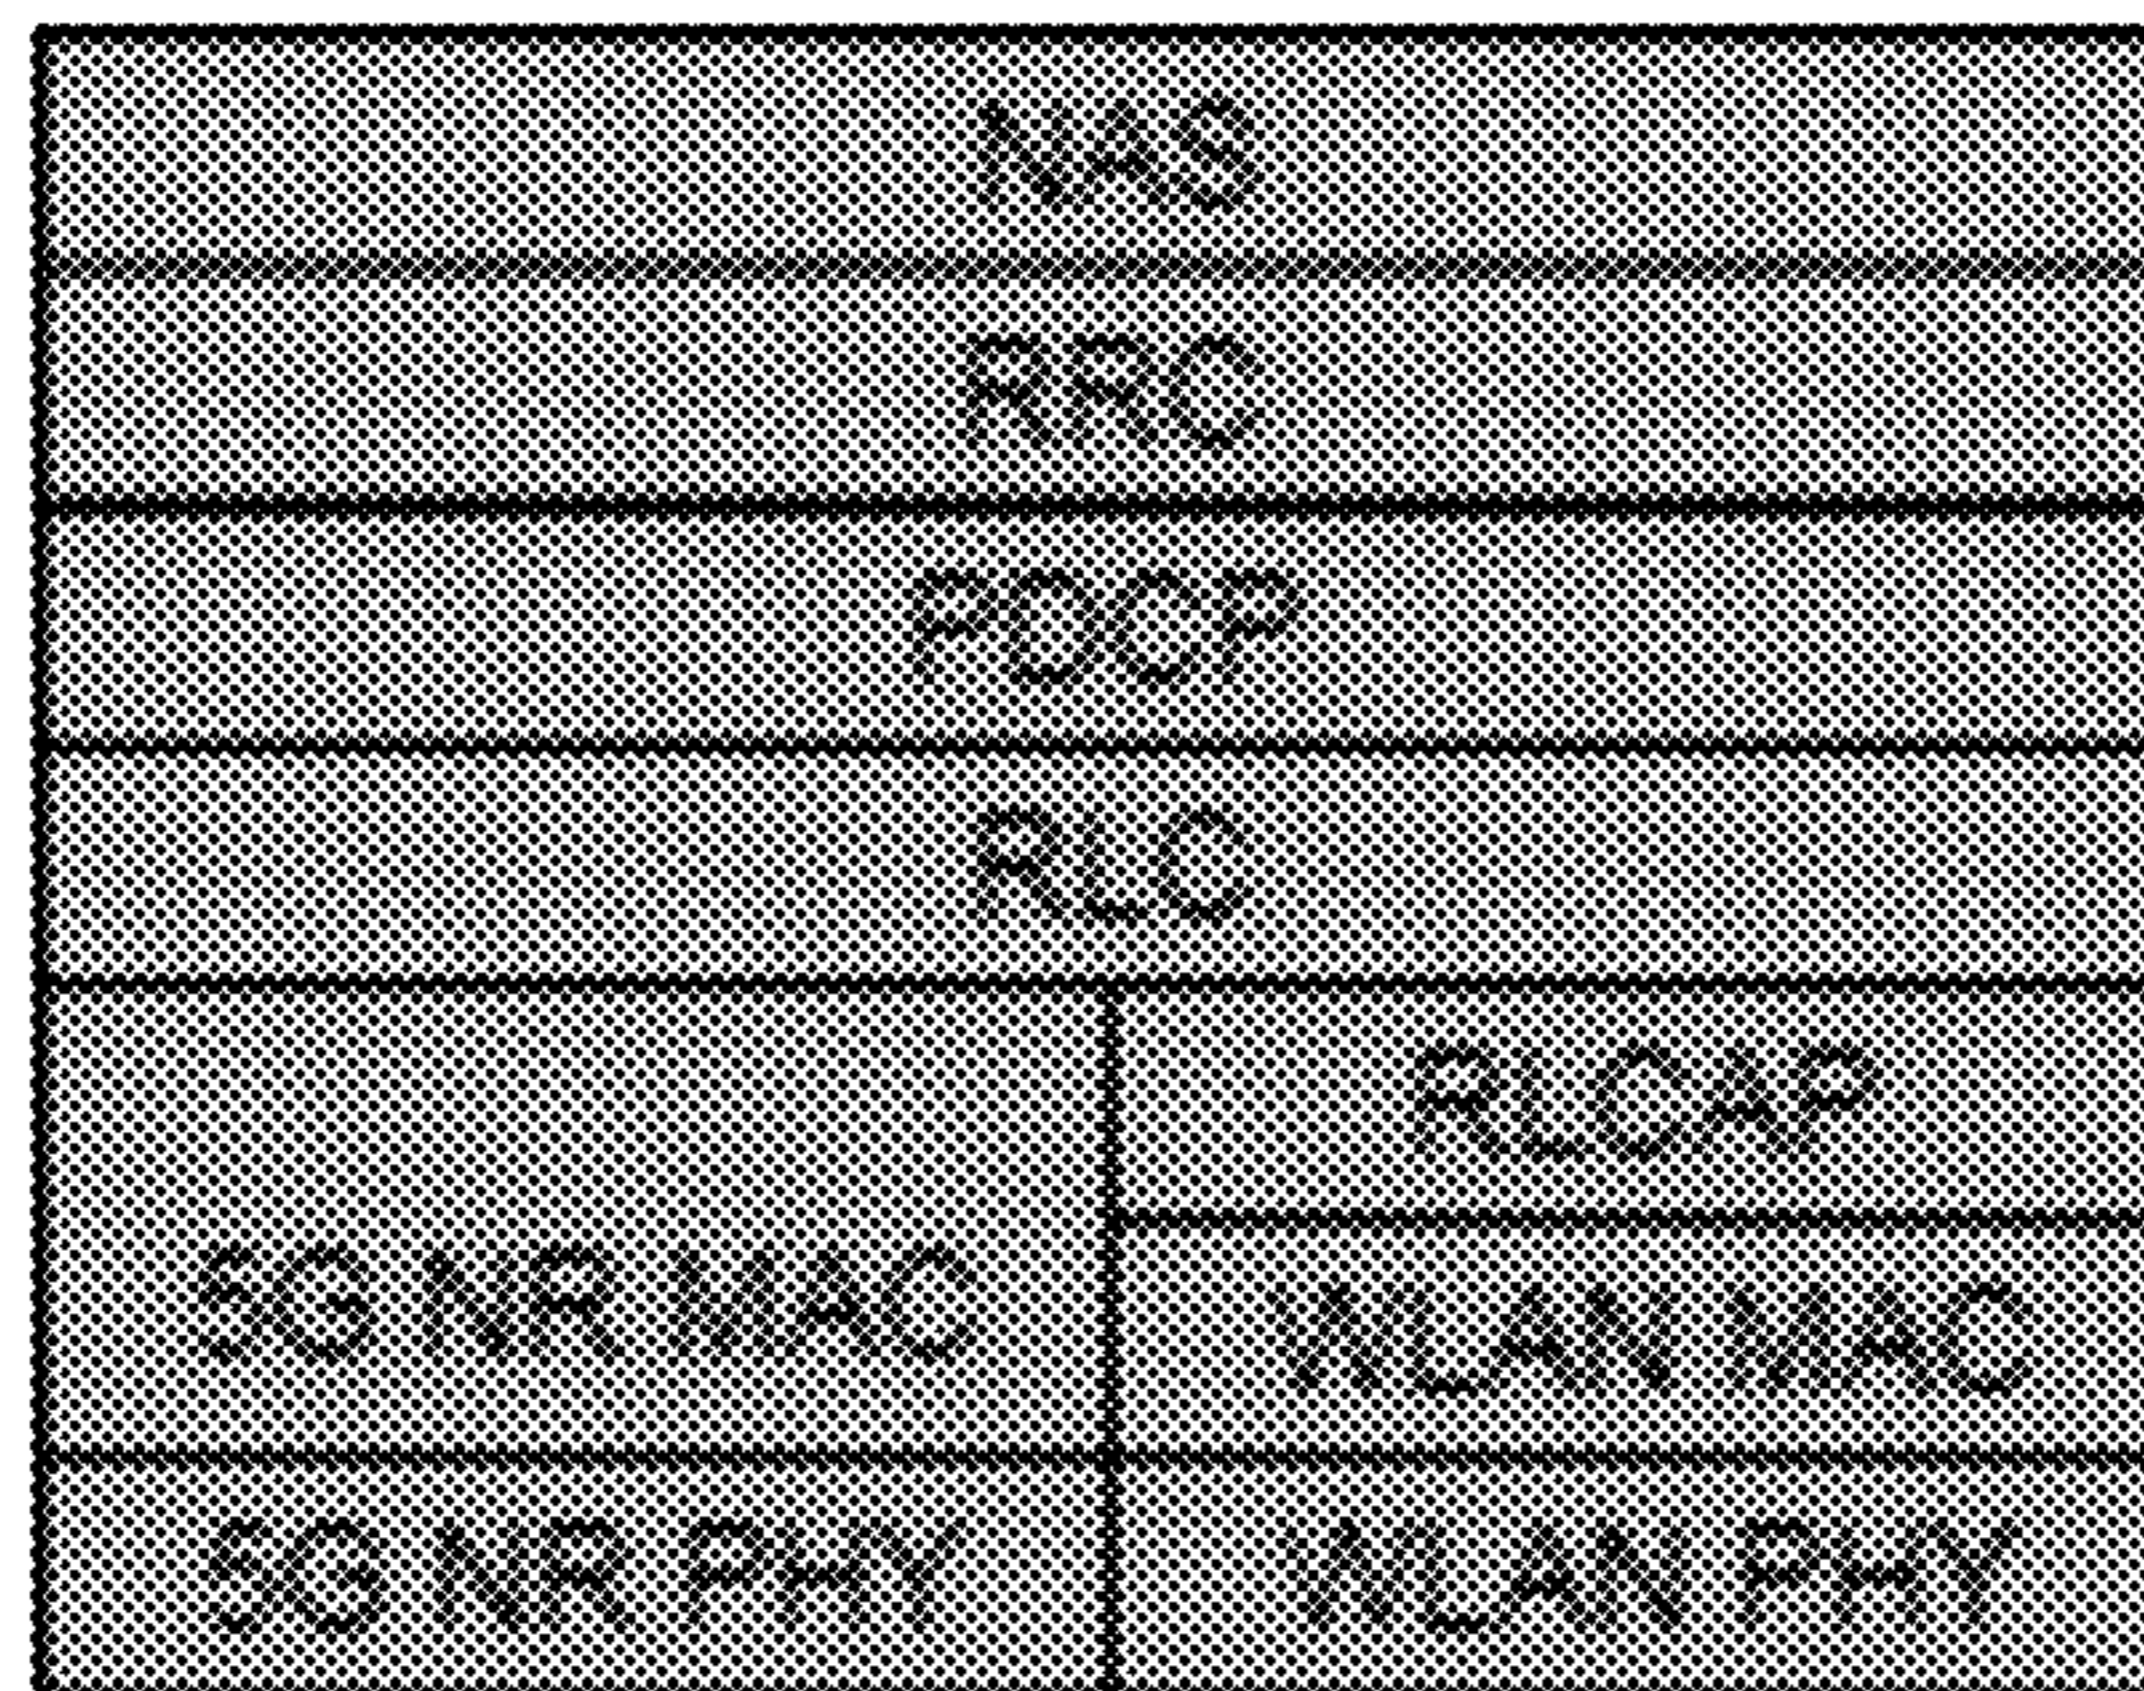 NAS
RRC
PDCP
RLC
RLCAP
5G NR MAC
WLAN MAC
5G NR PHY
WLAN PHY